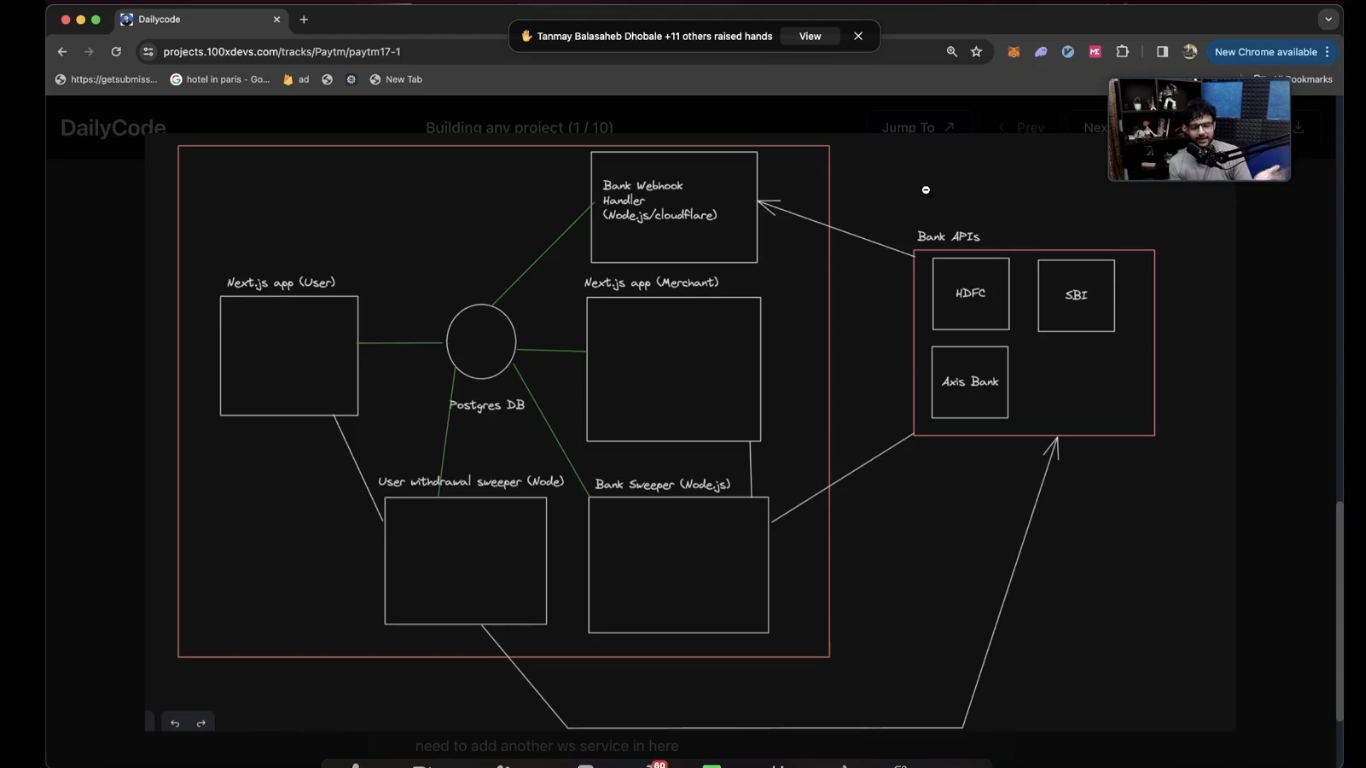 Dailycode
Tanmay Balasaheb Dhobale +11 others raised hands
View
projects.100xdevs.com/tracks/Paytm/paytm17-1
New Chrome available
https://getsubmiss...
hotel in paris - Go...
ad
New Tab
Bookmarks
DailyCode
Building any project (1 / 10)
Jump To
Prev
Bank Webhook
Handler
(Node.js/cloudflare)
Bank APIs
HDFC
SBI
Axis Bank
Next.js app (User)
Next.js app (Merchant)
Postgres DB
User withdrawal sweeper (Node)
Bank Sweeper (Node.js)
need to add another ws service in here
60